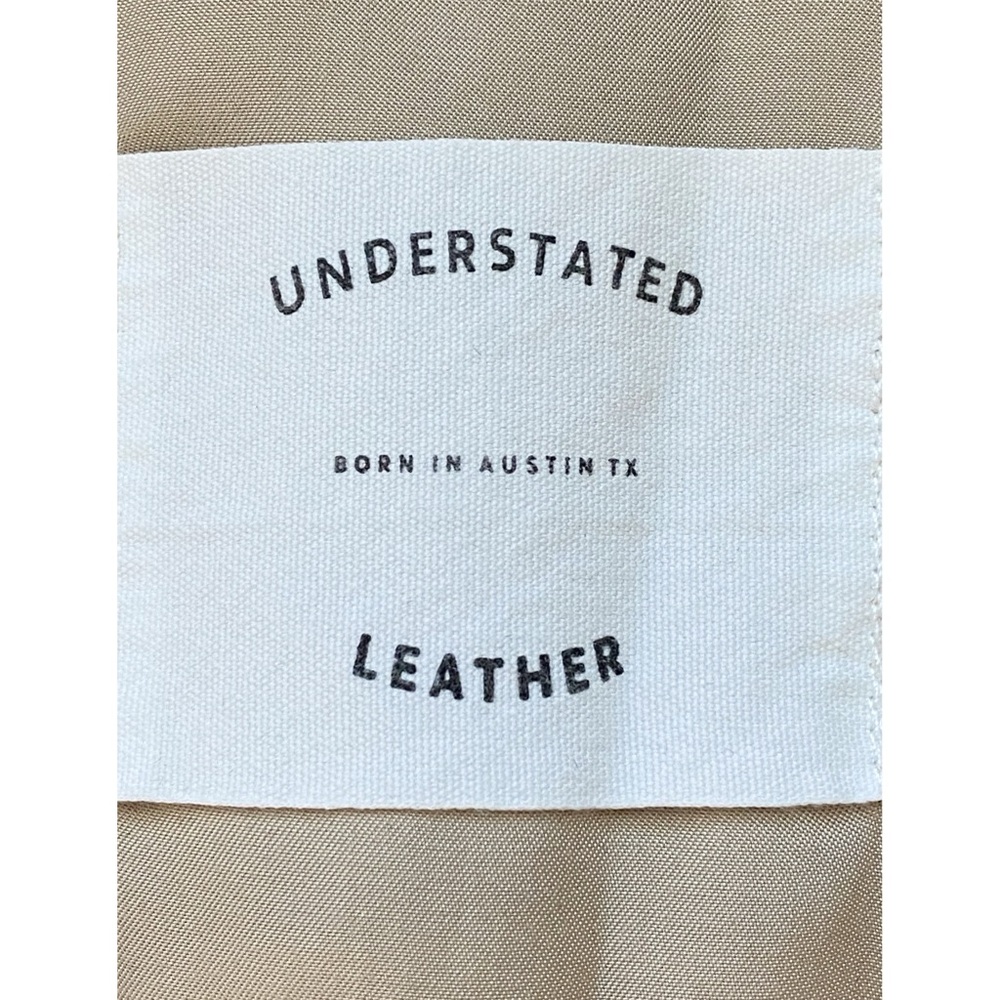 UNDERSTATED
BORN IN AUSTIN TX
LEATHER